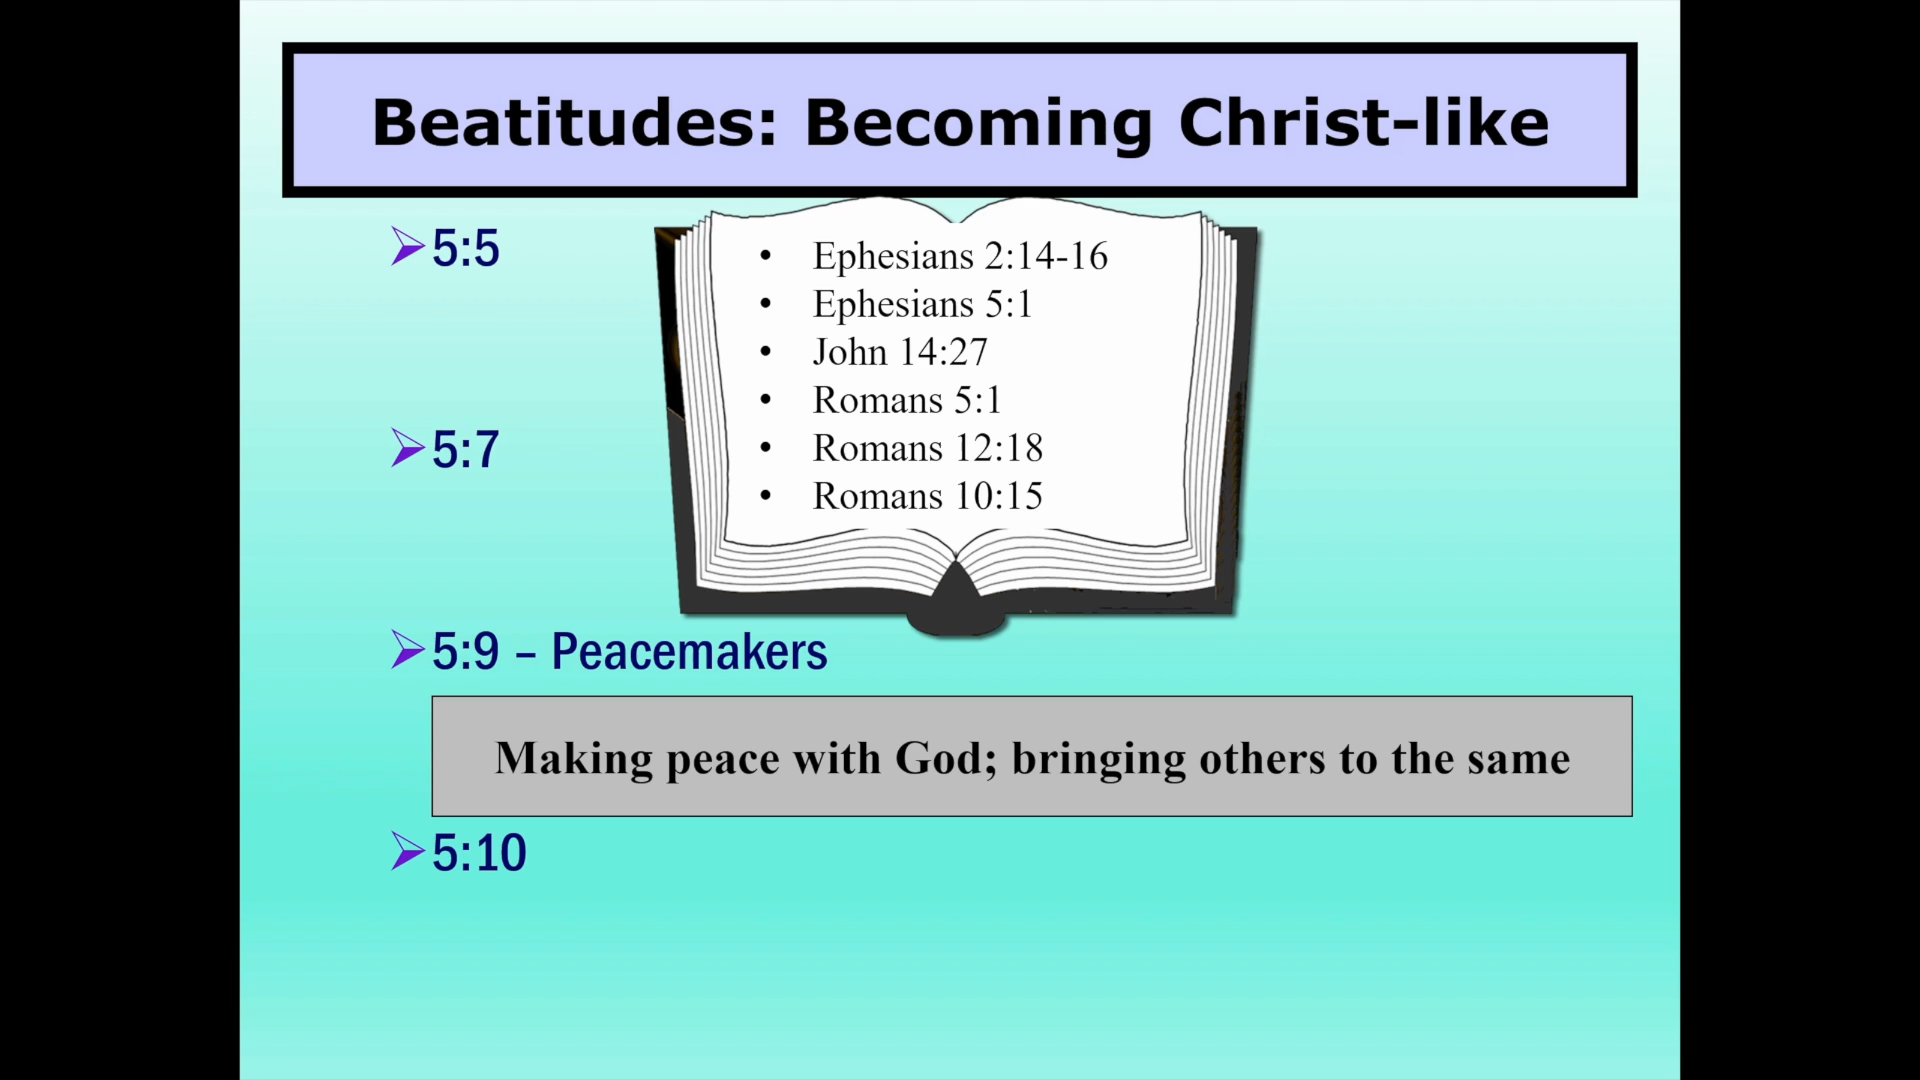 Beatitudes: Becoming Christ-like
➢5:5
• Ephesians 2:14-16
• Ephesians 5:1
• John 14:27
• Romans 5:1
• Romans 12:18
• Romans 10:15
➢5:7
➢5:9 – Peacemakers
Making peace with God; bringing others to the same
➢5:10